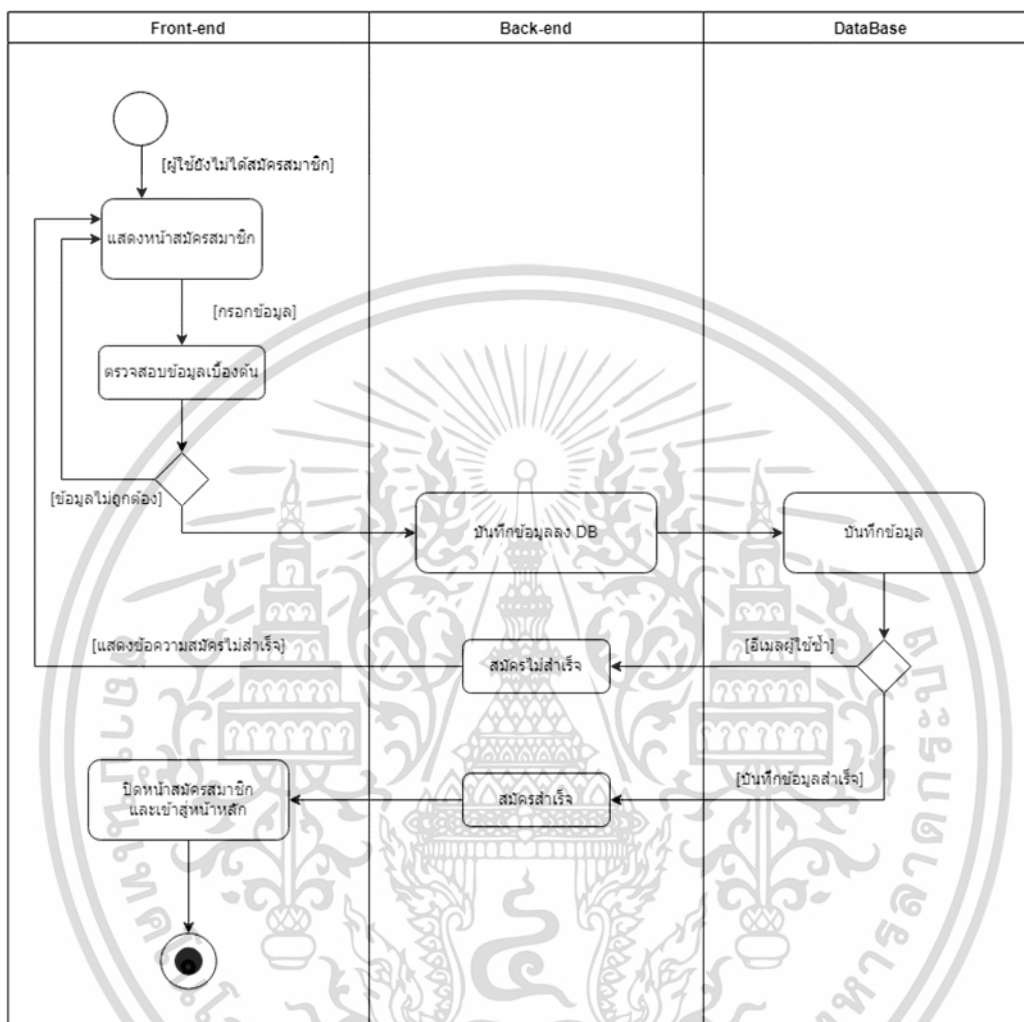 Front-end
Back-end
DataBase
[ผู้ใช้ยังไม่ได้สมัครสมาชิก]
แสดงหน้าสมัครสมาชิก
[กรอกข้อมูล]
ตรวจสอบข้อมูลเบื้องต้น
[ข้อมูลไม่ถูกต้อง]
บันทึกข้อมูลลง DB
บันทึกข้อมูล
[แสดงข้อความสมัครไม่สำเร็จ]
สมัครไม่สำเร็จ
[อีเมลผู้ใช้ซ้ำ]
ปิดหน้าสมัครสมาชิก
และเข้าสู่หน้าหลัก
สมัครสำเร็จ
[บันทึกข้อมูลสำเร็จ]